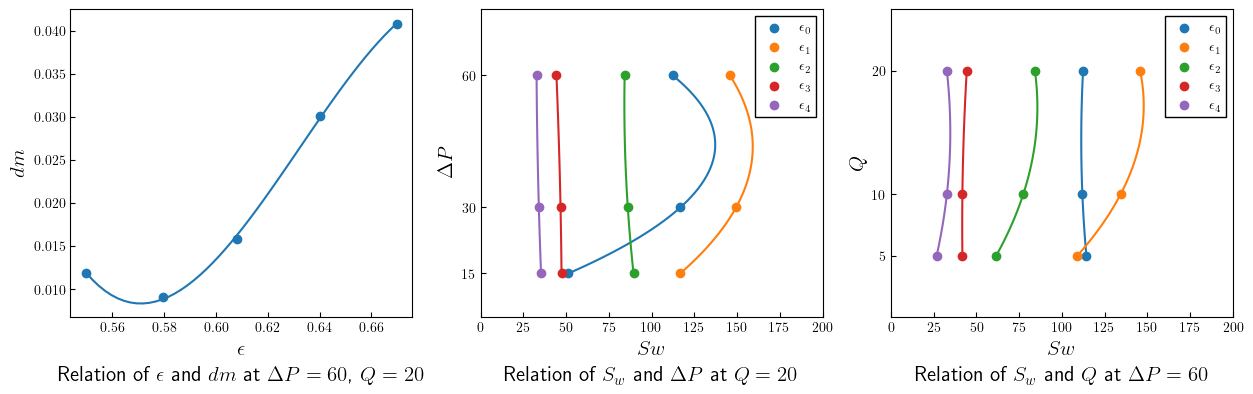 0.040
0.035
0.030
0.025
0.020
0.015
0.010
dm
0.56 0.58 0.60 0.62 0.64 0.66
ϵ
Relation of ϵ and dm at ΔP = 60, Q = 20
60
30
15
ΔP
0 25 50 75 100 125 150 175 200
Sw
Relation of S_w and ΔP at Q = 20
ϵ₀
ϵ₁
ϵ₂
ϵ₃
ϵ₄
20
10
5
Q
0 25 50 75 100 125 150 175 200
Sw
Relation of S_w and Q at ΔP = 60
ϵ₀
ϵ₁
ϵ₂
ϵ₃
ϵ₄